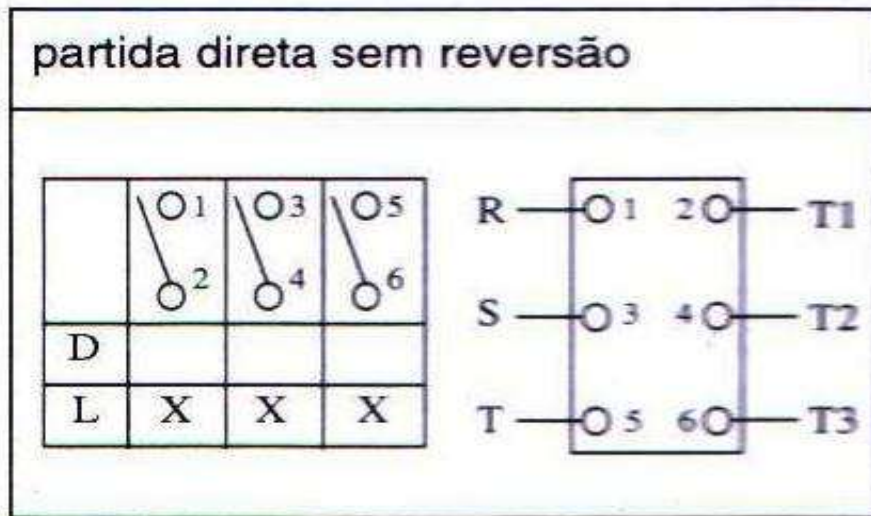 partida direta sem reversão
1 3 5
2 4 6
D
L X X X
R 1 2 T1
S 3 4 T2
T 5 6 T3